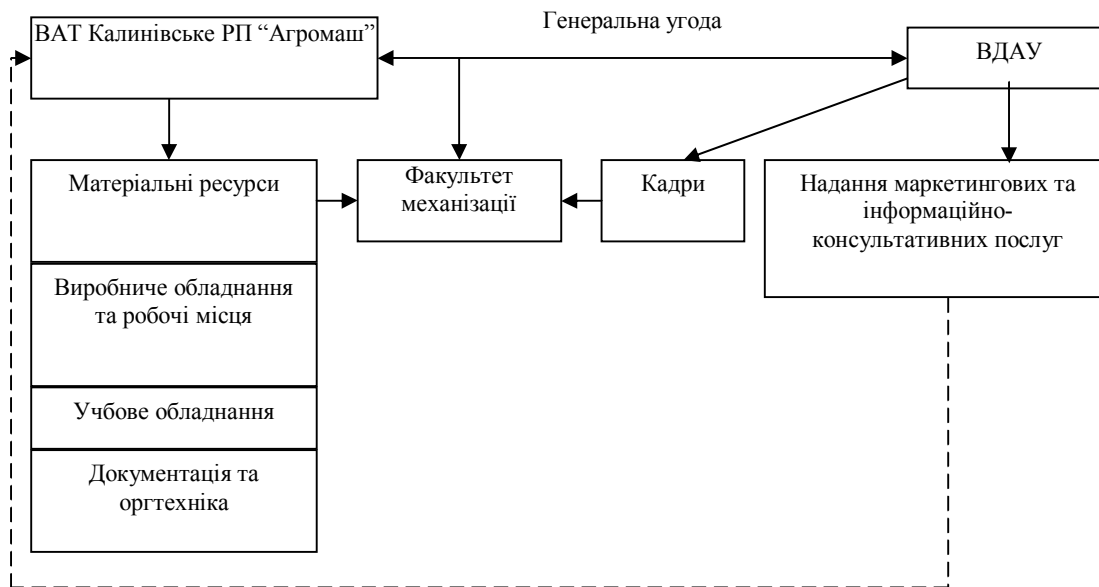 Генеральна угода
ВАТ Калинівське РП “Агромаш”
ВДАУ
Матеріальні ресурси
Факультет
механізації
Кадри
Надання маркетингових та
інформаційно-
консультативних послуг
Виробниче обладнання
та робочі місця
Учбове обладнання
Документація та
оргтехніка